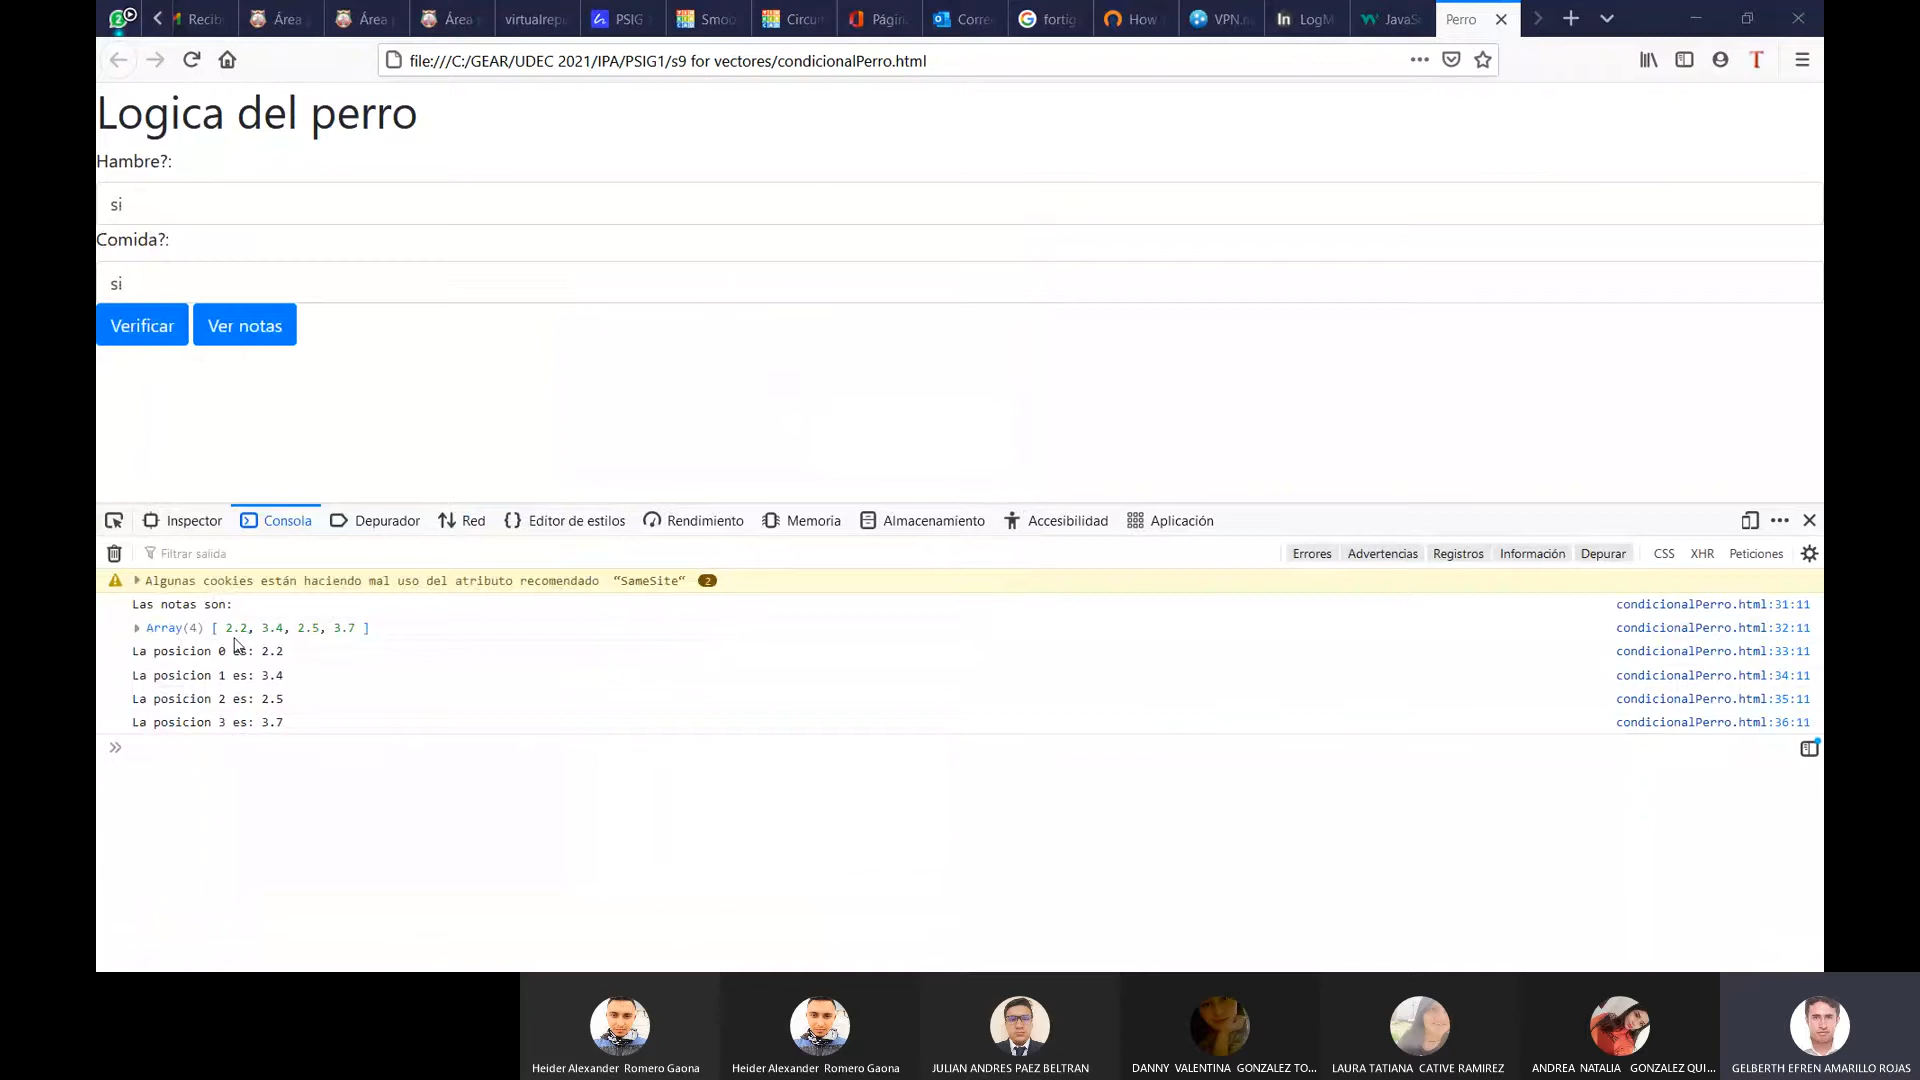 Recib
Área
Área
Área
virtualrep
PSIG
Smoo
Circum
Págin
Corre
fortig
How
VPN.n
LogM
JavaS
Perro
file:///C:/GEAR/UDEC 2021/IPA/PSIG1/s9 for vectores/condicionalPerro.html
Logica del perro
Hambre?:
si
Comida?:
si
Verificar
Ver notas
Inspector
Consola
Depurador
Red
Editor de estilos
Rendimiento
Memoria
Almacenamiento
Accesibilidad
Aplicación
Filtrar salida
Errores
Advertencias
Registros
Información
Depurar
CSS
XHR
Peticiones
Algunas cookies están haciendo mal uso del atributo recomendado “SameSite“ 2
Las notas son: condicionalPerro.html:31:11
Array(4) [ 2.2, 3.4, 2.5, 3.7 ] condicionalPerro.html:32:11
La posicion 0 es: 2.2 condicionalPerro.html:33:11
La posicion 1 es: 3.4 condicionalPerro.html:34:11
La posicion 2 es: 2.5 condicionalPerro.html:35:11
La posicion 3 es: 3.7 condicionalPerro.html:36:11
Heider Alexander Romero Gaona
Heider Alexander Romero Gaona
JULIAN ANDRES PAEZ BELTRAN
DANNY VALENTINA GONZALEZ TO...
LAURA TATIANA CATIVE RAMIREZ
ANDREA NATALIA GONZALEZ QUI...
GELBERTH EFREN AMARILLO ROJAS